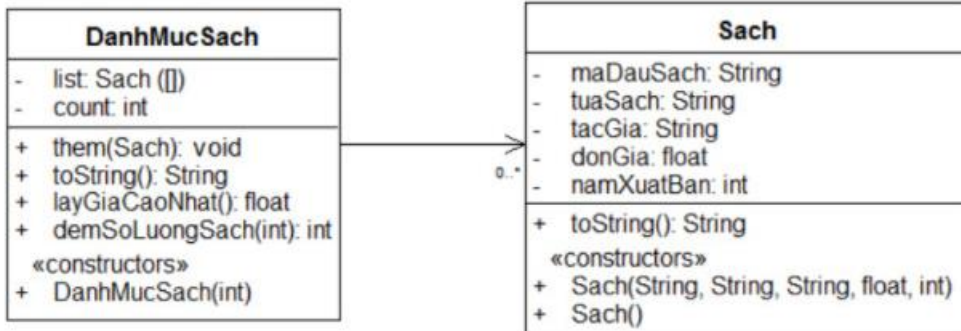 DanhMucSach
- list: Sach ([])
- count: int
+ them(Sach): void
+ toString(): String
+ layGiaCaoNhat(): float
+ demSoLuongSach(int): int
«constructors»
+ DanhMucSach(int)
0..*
Sach
- maDauSach: String
- tuaSach: String
- tacGia: String
- donGia: float
- namXuatBan: int
+ toString(): String
«constructors»
+ Sach(String, String, String, float, int)
+ Sach()